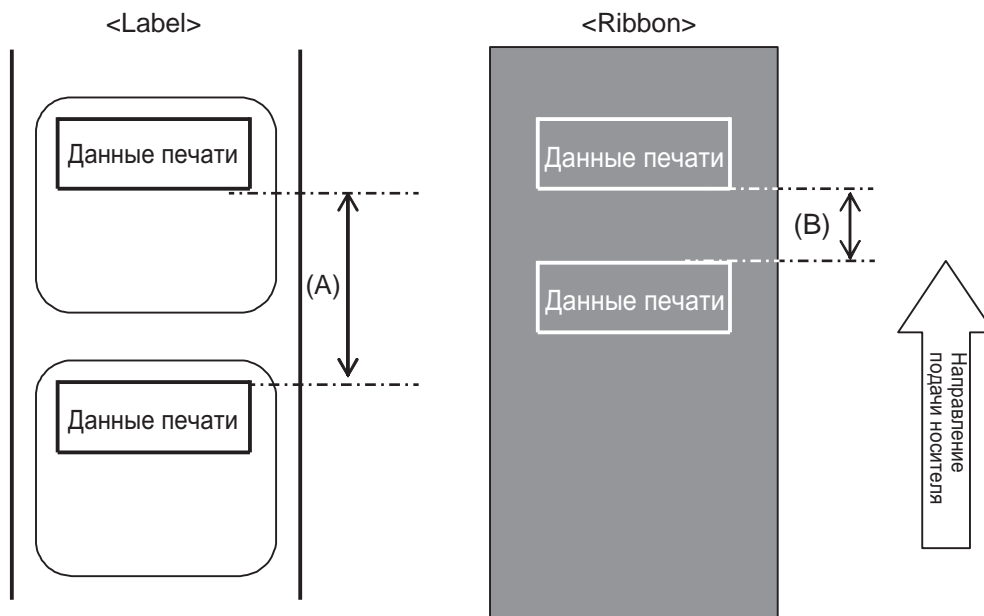 <Label>
<Ribbon>
Данные печати
Данные печати
(A)
Данные печати
Данные печати
(B)
Направление
подачи носителя